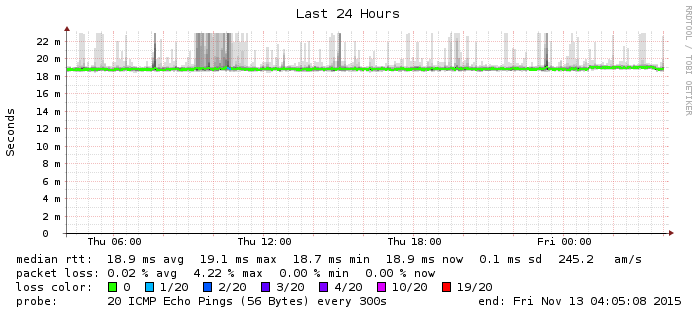 Last 24 Hours
RRDTOOL / TOBI OETIKER
Seconds
22 m
20 m
18 m
16 m
14 m
12 m
10 m
8 m
6 m
4 m
2 m
0
Thu 06:00 Thu 12:00 Thu 18:00 Fri 00:00
median rtt: 18.9 ms avg 19.1 ms max 18.7 ms min 18.9 ms now 0.1 ms sd 245.2 am/s
packet loss: 0.02 % avg 4.22 % max 0.00 % min 0.00 % now
loss color: 0 1/20 2/20 3/20 4/20 10/20 19/20
probe: 20 ICMP Echo Pings (56 Bytes) every 300s end: Fri Nov 13 04:05:08 2015